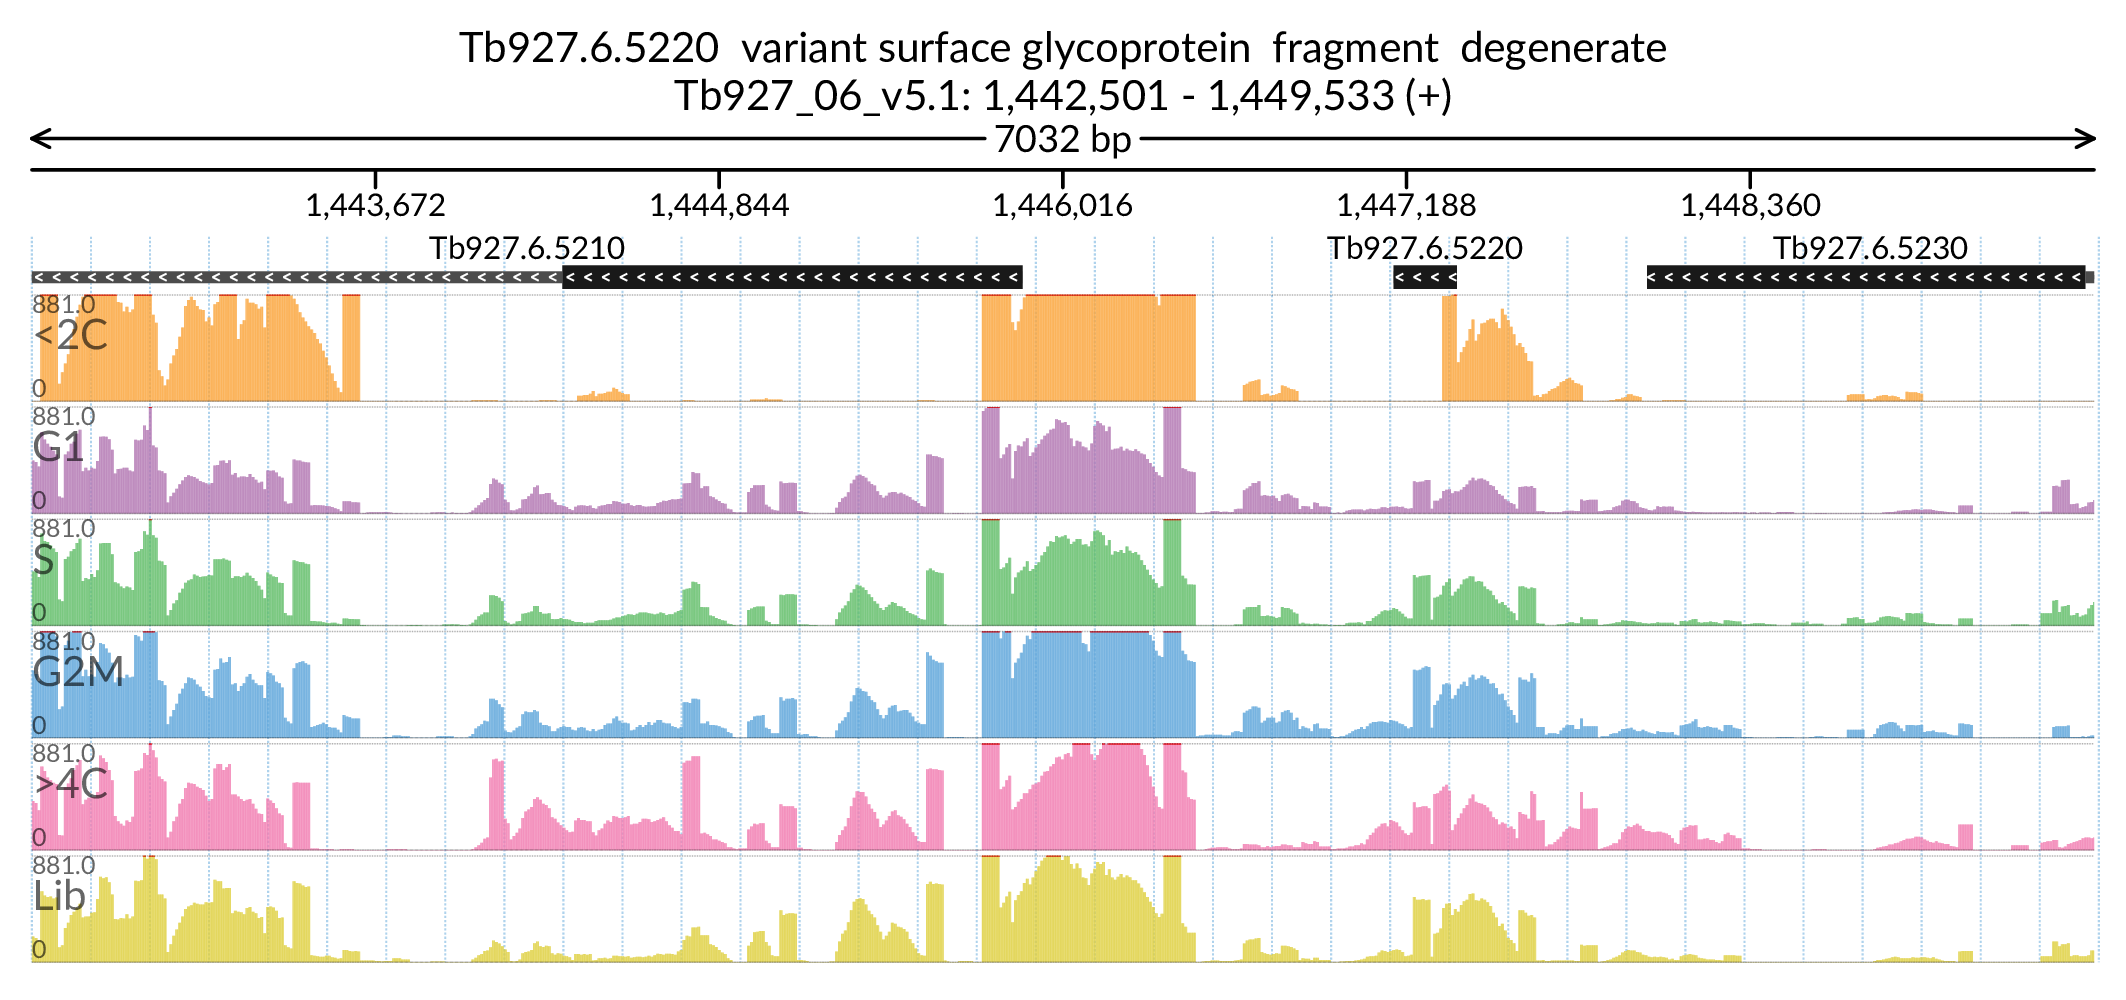 Tb927.6.5220 variant surface glycoprotein fragment degenerate
Tb927_06_v5.1: 1,442,501 - 1,449,533 (+)
7032 bp
1,443,672 1,444,844 1,446,016 1,447,188 1,448,360
Tb927.6.5210 Tb927.6.5220 Tb927.6.5230
881.0
<2C
0
881.0
G1
0
881.0
S
0
881.0
G2M
0
881.0
>4C
0
881.0
Lib
0